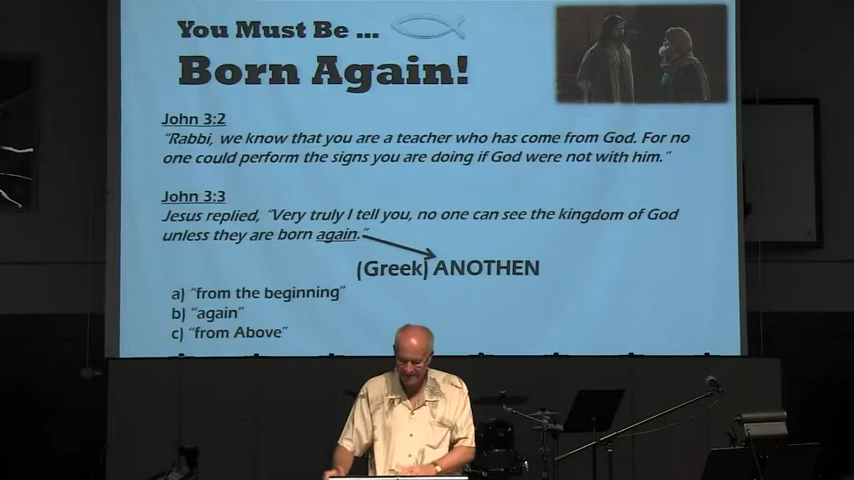 You Must Be ...
Born Again!
John 3:2
"Rabbi, we know that you are a teacher who has come from God. For no
one could perform the signs you are doing if God were not with him."
John 3:3
Jesus replied, "Very truly I tell you, no one can see the kingdom of God
unless they are born again."
(Greek) ANOTHEN
a) "from the beginning"
b) "again"
c) "from Above"